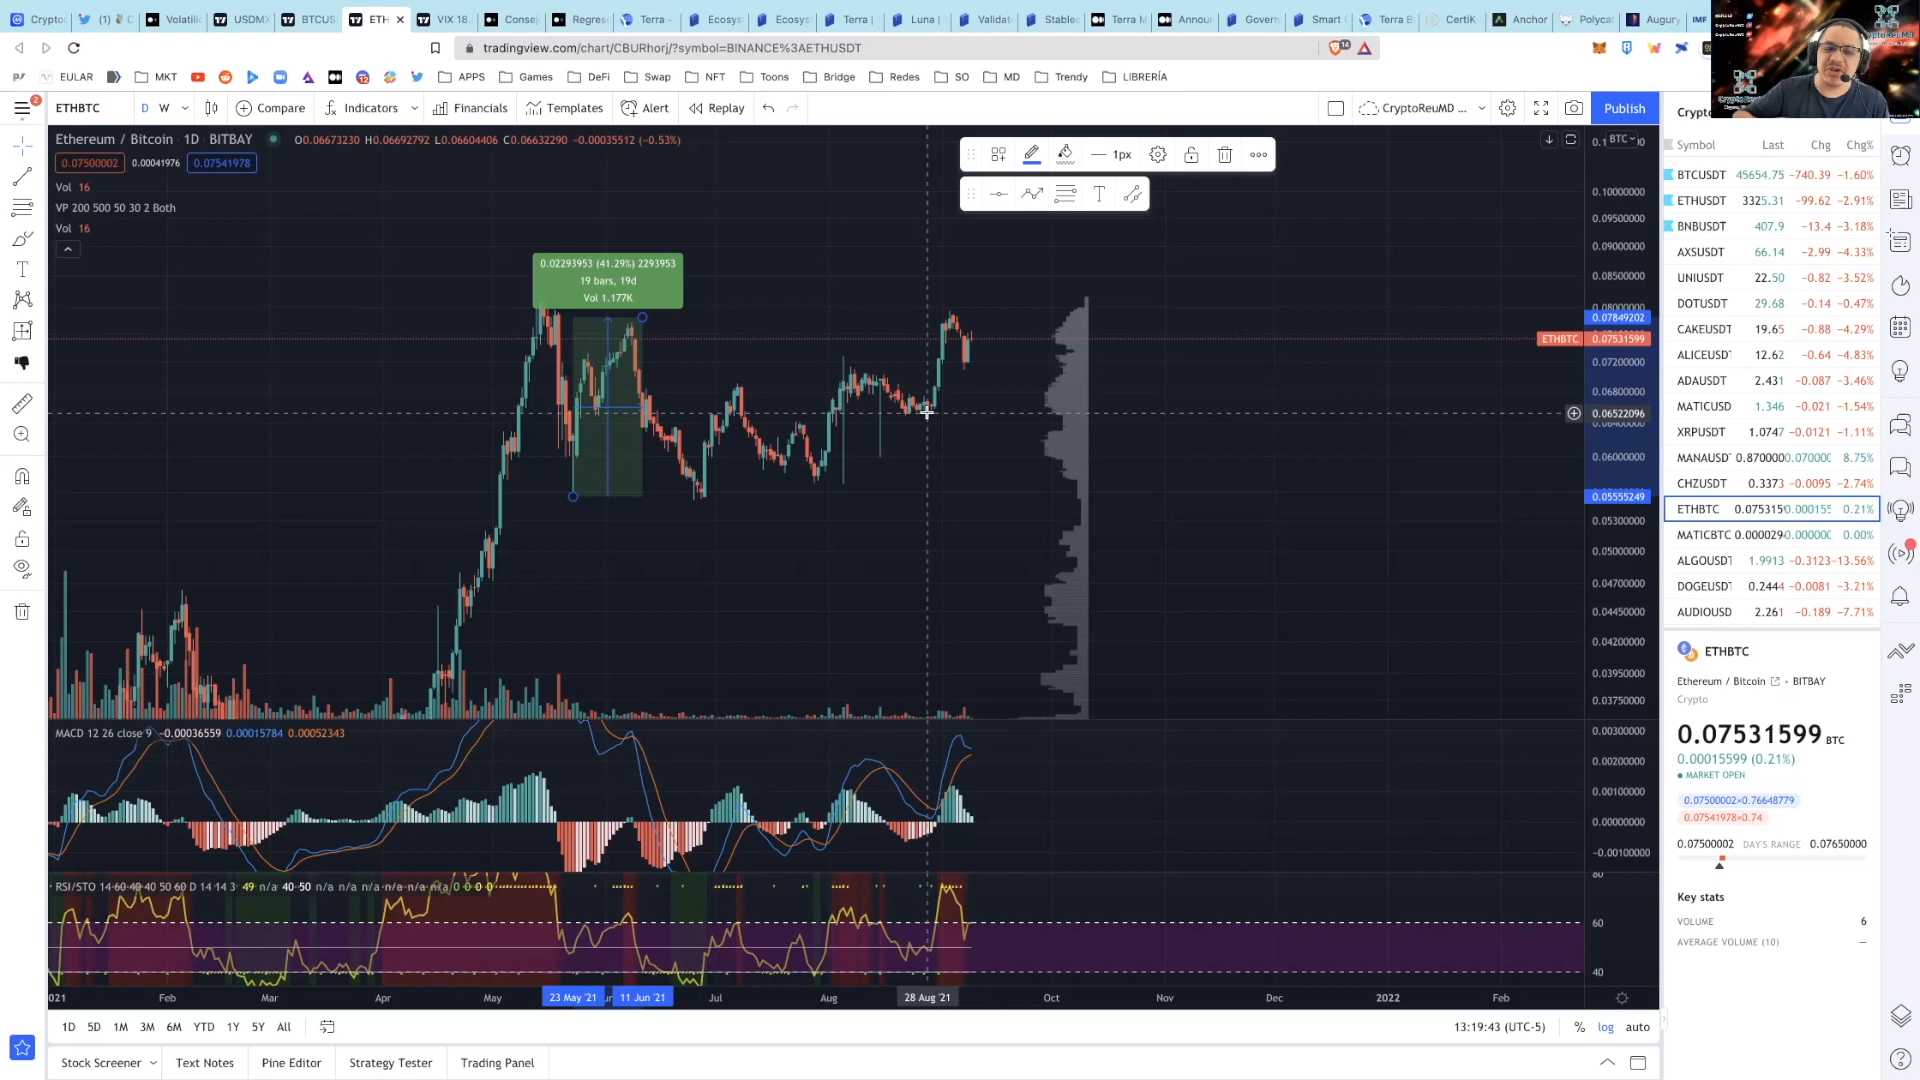 Crypto
(1)
C
Volatili
USDM
BTCUS
ETH
VIX 18.
Consej
Regres
Terra -
Ecosys
Ecosys
Terra |
Luna |
Validat
Stablec
Terra M
Announ
Govern
Smart C
Terra B
CertiK
Anchor
Polycat
Augury
IMF
tradingview.com/chart/CBURhorj/?symbol=BINANCE%3AETHUSDT
14
EULAR
MKT
12
APPS
Games
DeFi
Swap
NFT
Toons
Bridge
Redes
SO
MD
Trendy
LIBRERÍA
2
ETHBTC
D
W
Compare
Indicators
Financials
Templates
Alert
Replay
CryptoReuMD ...
Publish
Ethereum / Bitcoin · 1D · BITBAY
O0.06673230 H0.06692792 L0.06604406 C0.06632290 −0.00035512 (−0.53%)
0.07500002
0.00041976
0.07541978
Vol 16
VP 200 500 50 30 2 Both
Vol 16
1px
BTC
0.02293953 (41.29%) 2293953
19 bars, 19d
Vol 1.177K
0.10000000
0.09500000
0.09000000
0.08500000
0.08000000
0.07849202
ETHBTC
0.07531599
0.07200000
0.06800000
0.06522096
0.06400000
0.06000000
0.05555249
0.05300000
0.05000000
0.04700000
0.04450000
0.04200000
0.03950000
0.03750000
MACD 12 26 close 9 −0.00036559 0.00015784 0.00052343
0.00300000
0.00200000
0.00100000
0.00000000
−0.00100000
RSI/STO 14 60 40 40 50 60 D 14 14 3 49 n/a 40 50 n/a n/a n/a n/a n/a n/a 0 0 0 0
80
60
40
2021
Feb
Mar
Apr
May
23 May '21
11 Jun '21
Jul
Aug
28 Aug '21
Oct
Nov
Dec
2022
Feb
1D
5D
1M
3M
6M
YTD
1Y
5Y
All
13:19:43 (UTC-5)
%
log
auto
Stock Screener
Text Notes
Pine Editor
Strategy Tester
Trading Panel
Symbol
Last
Chg
Chg%
BTCUSDT 45654.75 −740.39 −1.60%
ETHUSDT 3325.31 −99.62 −2.91%
BNBUSDT 407.9 −13.4 −3.18%
AXSUSDT 66.14 −2.99 −4.33%
UNIUSDT 22.50 −0.82 −3.52%
DOTUSDT 29.68 −0.14 −0.47%
CAKEUSDT 19.65 −0.88 −4.29%
ALICEUSDT 12.62 −0.64 −4.83%
ADAUSDT 2.431 −0.087 −3.46%
MATICUSD 1.346 −0.021 −1.54%
XRPUSDT 1.0747 −0.0121 −1.11%
MANAUSDT 0.870000 0.070000 8.75%
CHZUSDT 0.3373 −0.0095 −2.74%
ETHBTC 0.075315 0.000155 0.21%
MATICBTC 0.000029 0.000000 0.00%
ALGOUSDT 1.9913 −0.3123 −13.56%
DOGEUSDT 0.2444 −0.0081 −3.21%
AUDIOUSD 2.261 −0.189 −7.71%
ETHBTC
Ethereum / Bitcoin • BITBAY
Crypto
0.07531599 BTC
0.00015599 (0.21%)
MARKET OPEN
0.07500002×0.76648779
0.07541978×0.74
0.07500002 DAY'S RANGE 0.07650000
Key stats
VOLUME 6
AVERAGE VOLUME (10) —